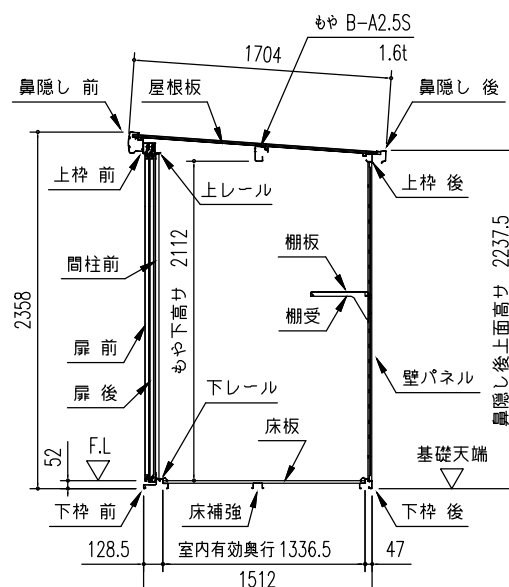 もや B-A2.5S
1.6t
1704
鼻隠し 前
屋根板
鼻隠し 後
上枠 前
上レール
上枠 後
間柱前
もや下高サ 2112
棚板
棚受
2358
鼻隠し後上面高サ 2237.5
扉 前
扉 後
壁パネル
下レール
床板
F.L
52
基礎天端
下枠 前
床補強
下枠 後
128.5
室内有効奥行1336.5
47
1512